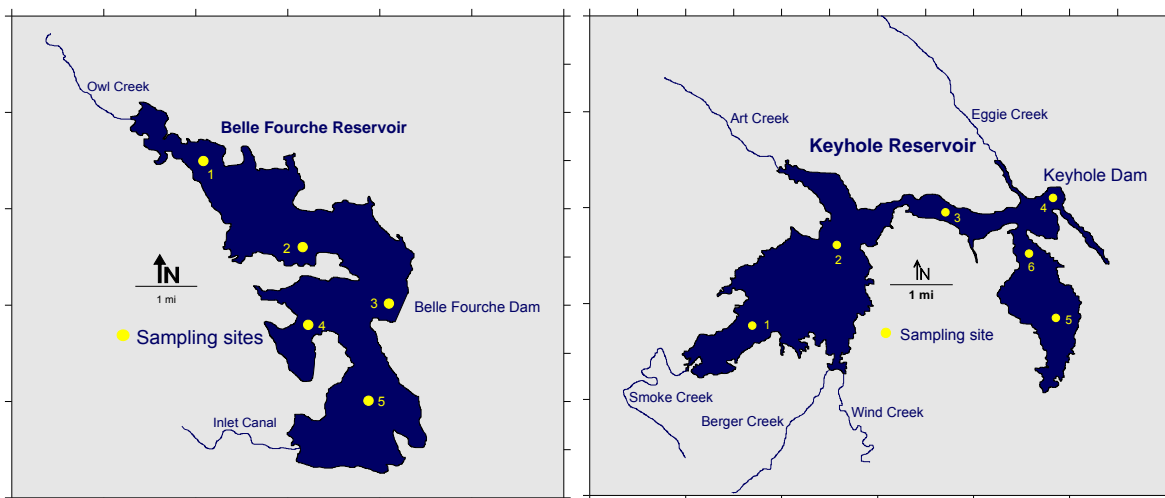 Owl Creek
Belle Fourche Reservoir
1
2
N
1 mi
3
Belle Fourche Dam
4
Sampling sites
5
Inlet Canal
Eggie Creek
Art Creek
Keyhole Reservoir
Keyhole Dam
4
3
2
6
N
1 mi
1
5
Sampling site
Smoke Creek
Berger Creek
Wind Creek